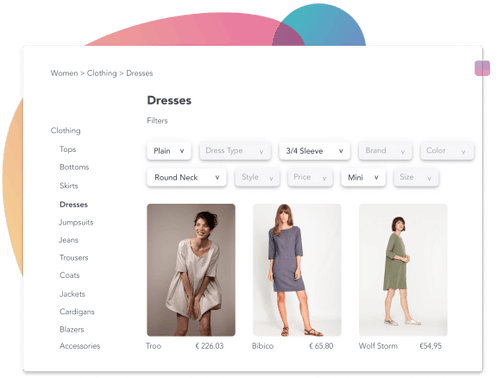 Women > Clothing > Dresses
Dresses
Filters
Clothing
Tops
Bottoms
Skirts
Dresses
Jumpsuits
Jeans
Trousers
Coats
Jackets
Cardigans
Blazers
Accessories
Plain v
Dress Type v
3/4 Sleeve v
Brand v
Color v
Round Neck v
Style v
Price v
Mini v
Size v
Troo € 226.03
Bibico € 65.80
Wolf Storm €54,95